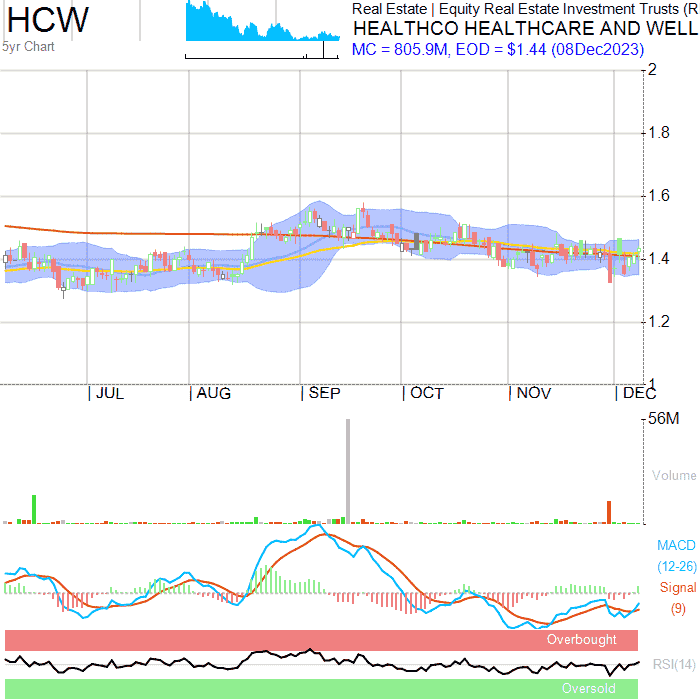 HCW
5yr Chart
Real Estate | Equity Real Estate Investment Trusts (R
HEALTHCO HEALTHCARE AND WELL
MC = 805.9M, EOD = $1.44 (08Dec2023)
2
1.8
1.6
1.4
1.2
1
| JUL | AUG | SEP | OCT | NOV | DEC
56M
Volume
MACD
(12-26)
Signal
(9)
Overbought
RSI(14)
Oversold